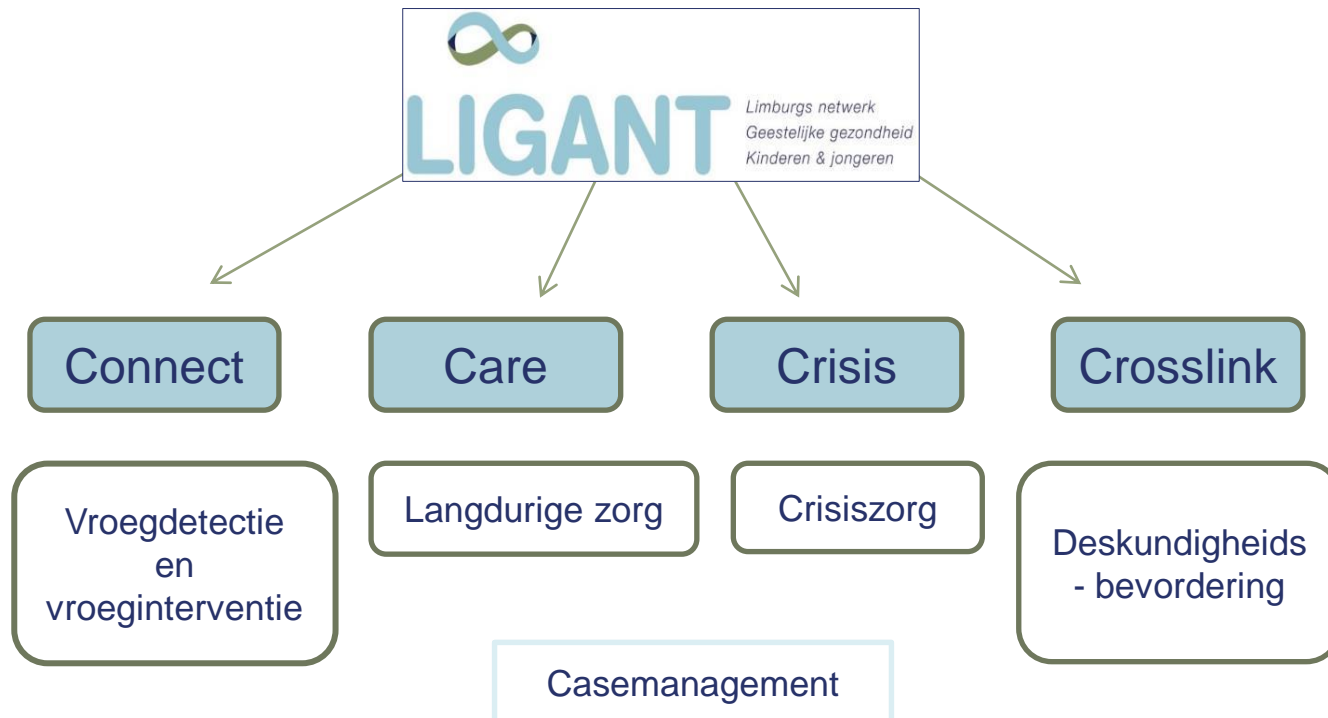 LIGANT
Limburgs netwerk
Geestelijke gezondheid
Kinderen & jongeren
Connect
Care
Crisis
Crosslink
Vroegdetectie
en
vroeginterventie
Langdurige zorg
Crisiszorg
Deskundigheids
- bevordering
Casemanagement